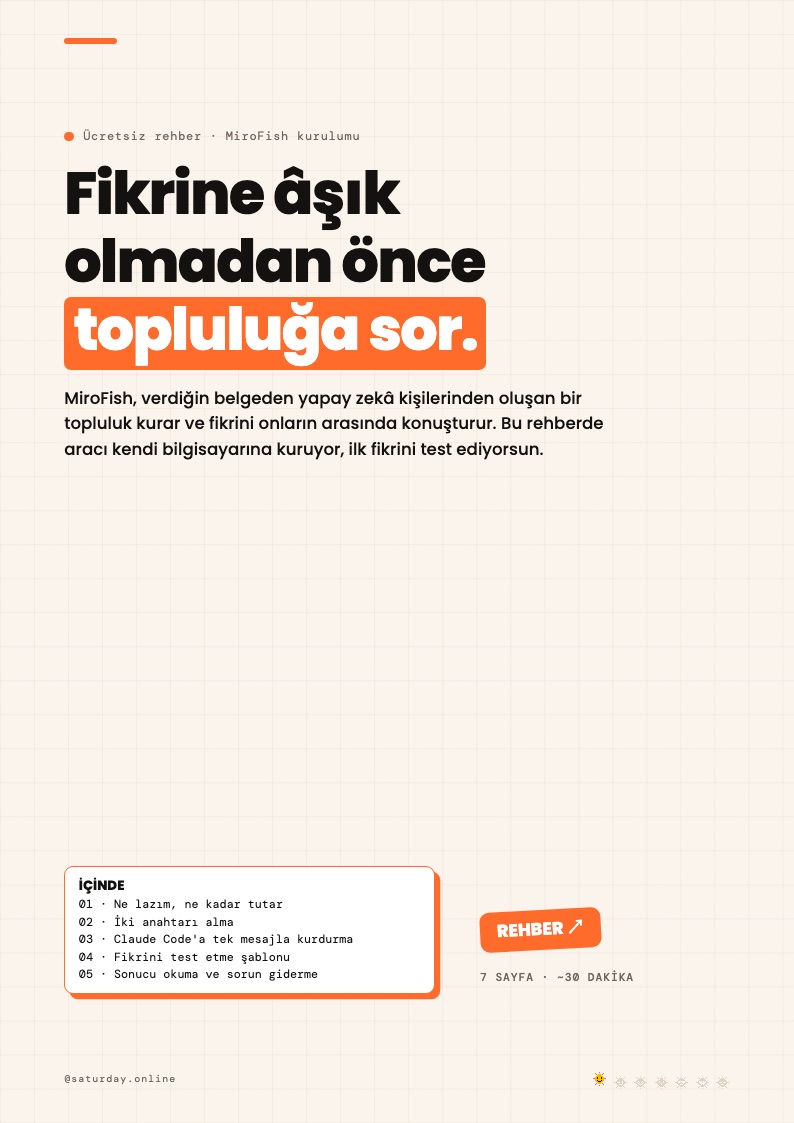 Ücretsiz rehber · MiroFish kurulumu
Fikrine âşık
olmadan önce
topluluğa sor.
MiroFish, verdiğin belgeden yapay zekâ kişilerinden oluşan bir
topluluk kurar ve fikrini onların arasında konuşturur. Bu rehberde
aracı kendi bilgisayarına kuruyor, ilk fikrini test ediyorsun.
İÇİNDE
01 · Ne lazım, ne kadar tutar
02 · İki anahtarı alma
03 · Claude Code'a tek mesajla kurdurma
04 · Fikrini test etme şablonu
05 · Sonucu okuma ve sorun giderme
REHBER ↗
7 SAYFA · ~30 DAKİKA
@saturday.online